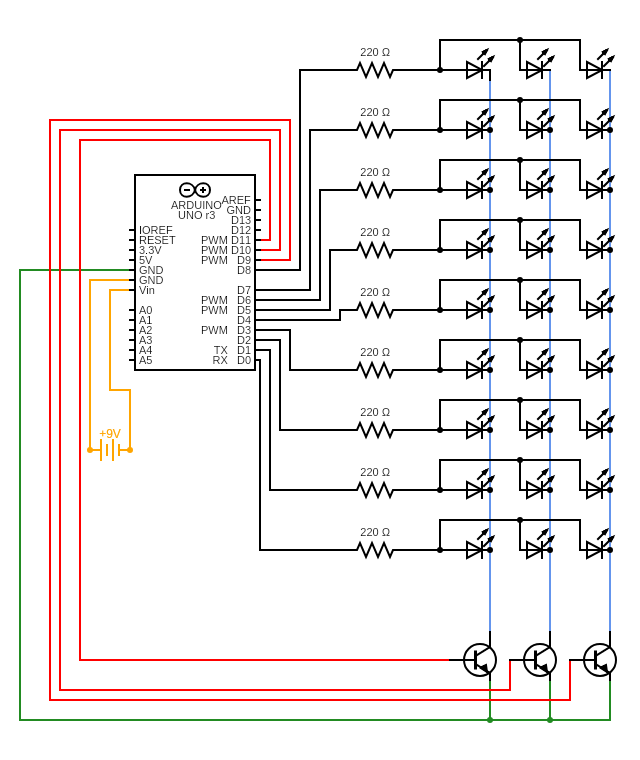 220 Ω
220 Ω
220 Ω
220 Ω
220 Ω
220 Ω
220 Ω
220 Ω
220 Ω
ARDUINO
UNO r3
AREF
GND
D13
D12
PWM D11
PWM D10
PWM D9
D8
D7
PWM D6
PWM D5
D4
PWM D3
D2
TX D1
RX D0
IOREF
RESET
3.3V
5V
GND
GND
Vin
A0
A1
A2
A3
A4
A5
+9V